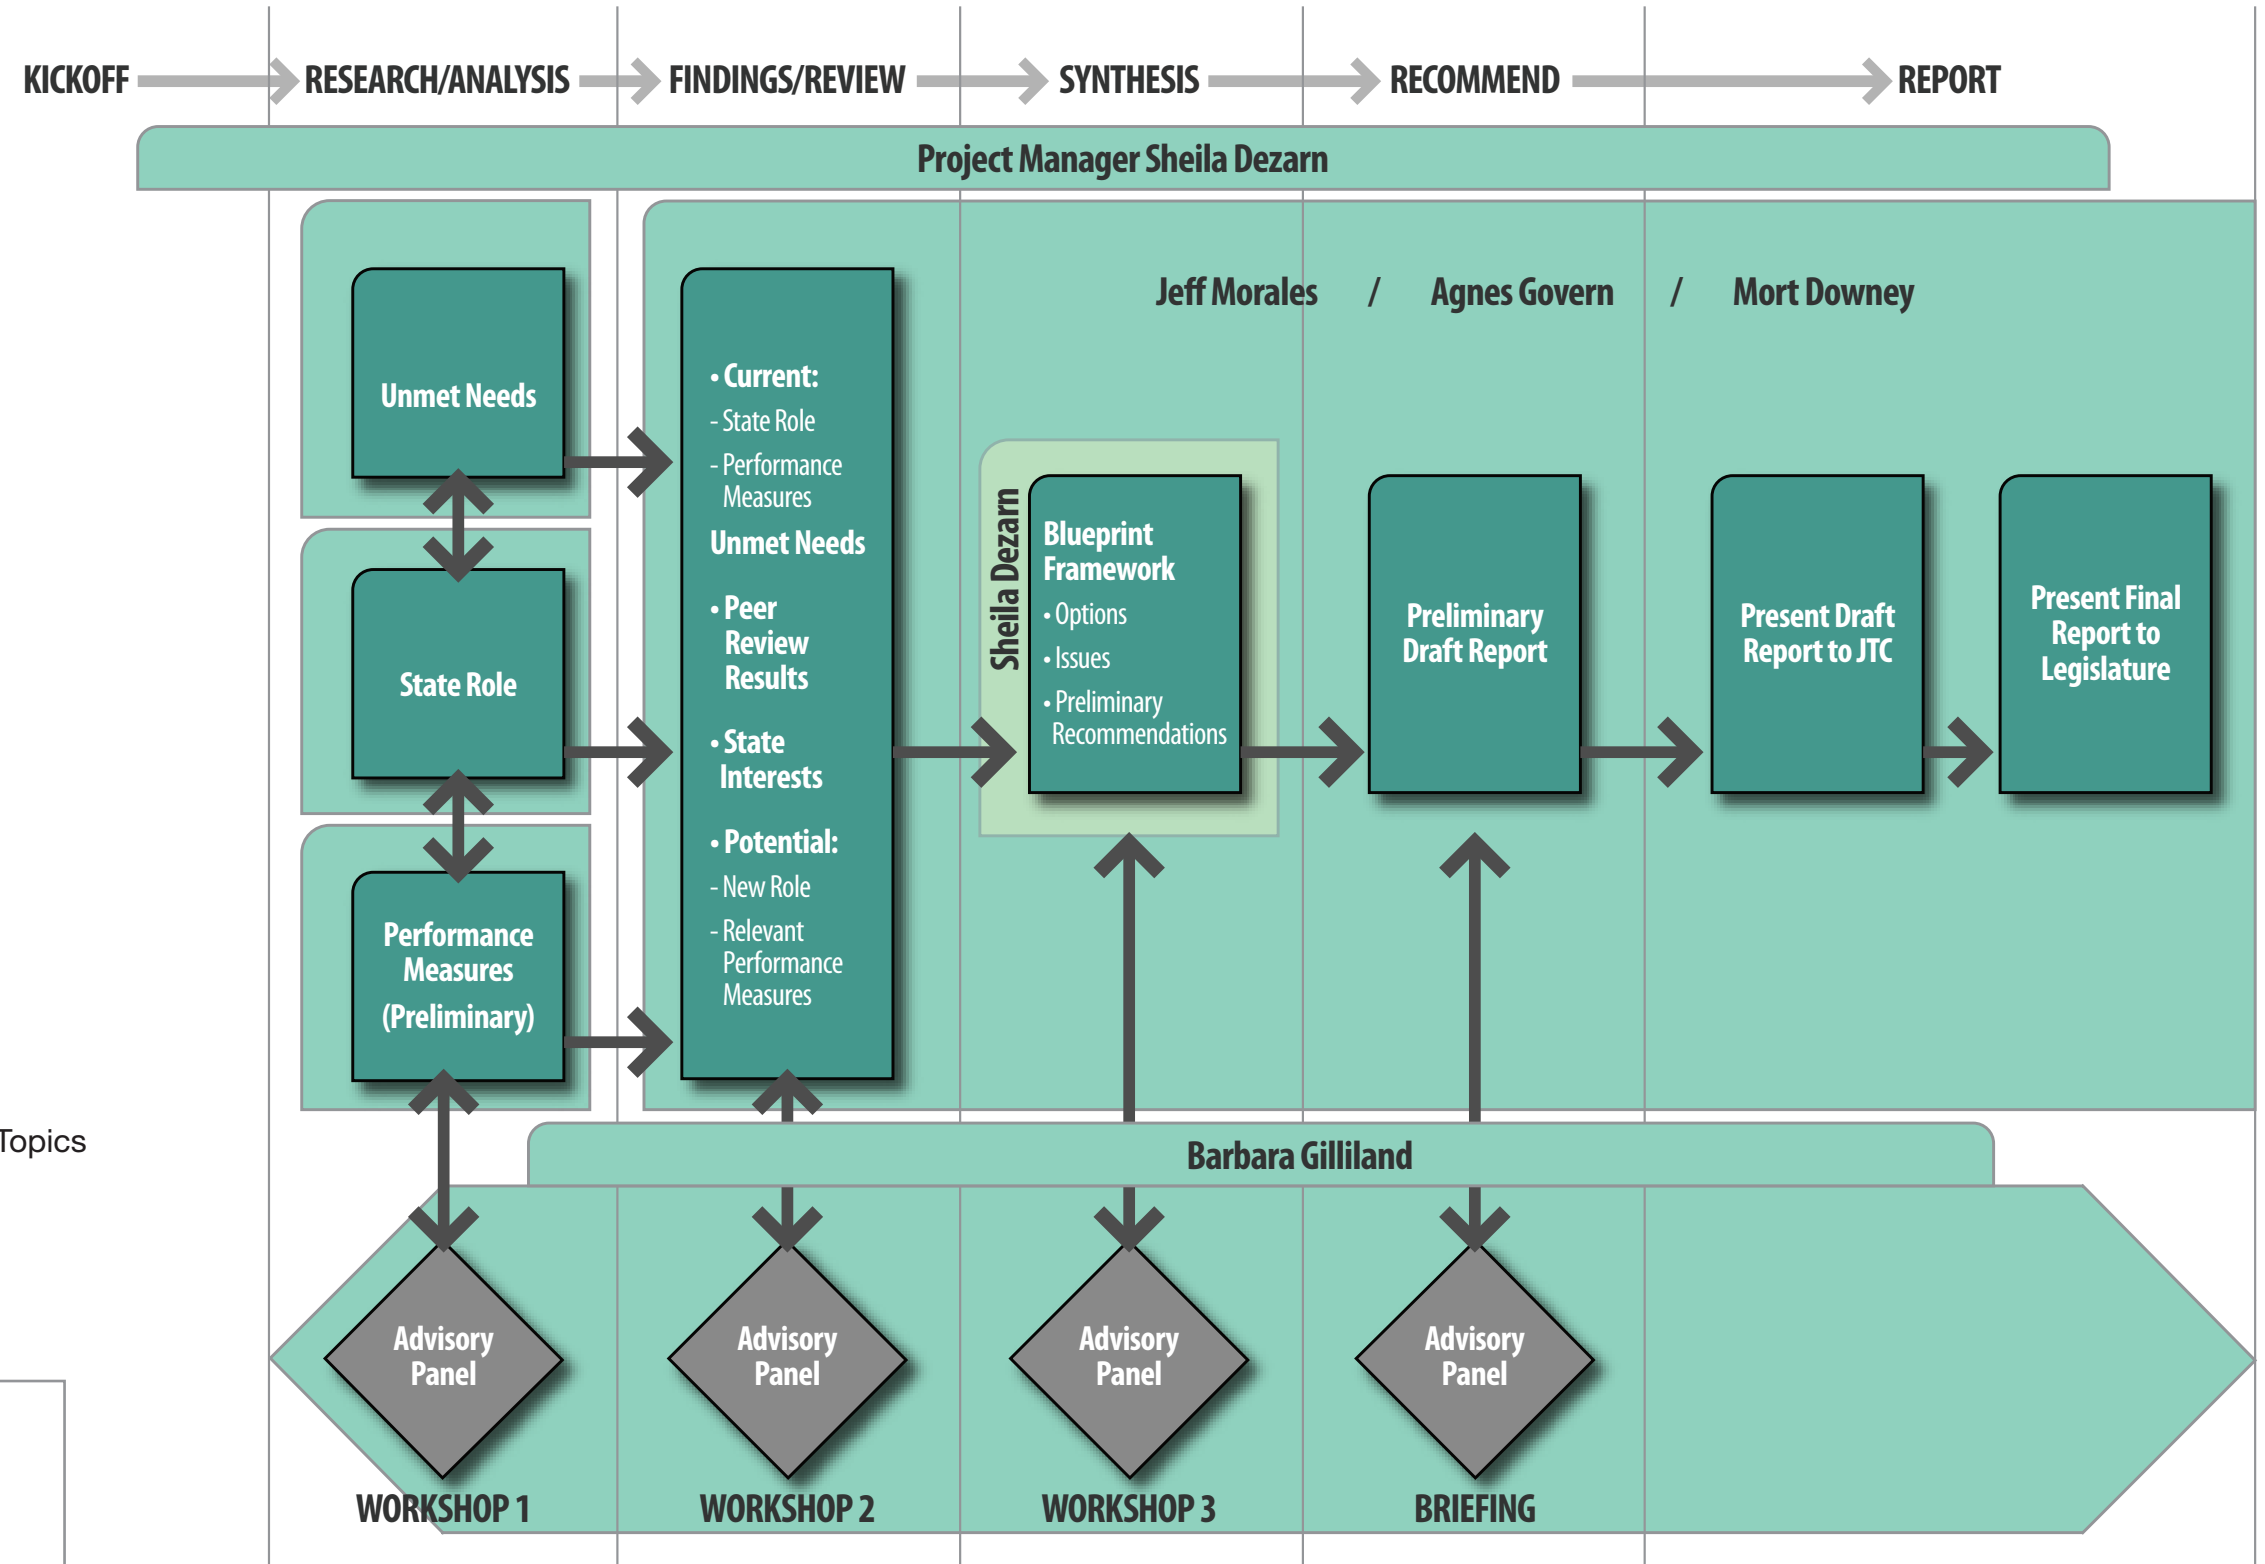 KICKOFF
RESEARCH/ANALYSIS
FINDINGS/REVIEW
SYNTHESIS
RECOMMEND
REPORT
Project Manager Sheila Dezarn
Jeff Morales / Agnes Govern / Mort Downey
Unmet Needs
State Role
Performance
Measures
(Preliminary)
• Current:
- State Role
- Performance
Measures
Unmet Needs
• Peer
Review
Results
• State
Interests
• Potential:
- New Role
- Relevant
Performance
Measures
Sheila Dezarn
Blueprint
Framework
• Options
• Issues
• Preliminary
Recommendations
Preliminary
Draft Report
Present Draft
Report to JTC
Present Final
Report to
Legislature
Topics
Barbara Gilliland
Advisory
Panel
Advisory
Panel
Advisory
Panel
Advisory
Panel
WORKSHOP 1
WORKSHOP 2
WORKSHOP 3
BRIEFING